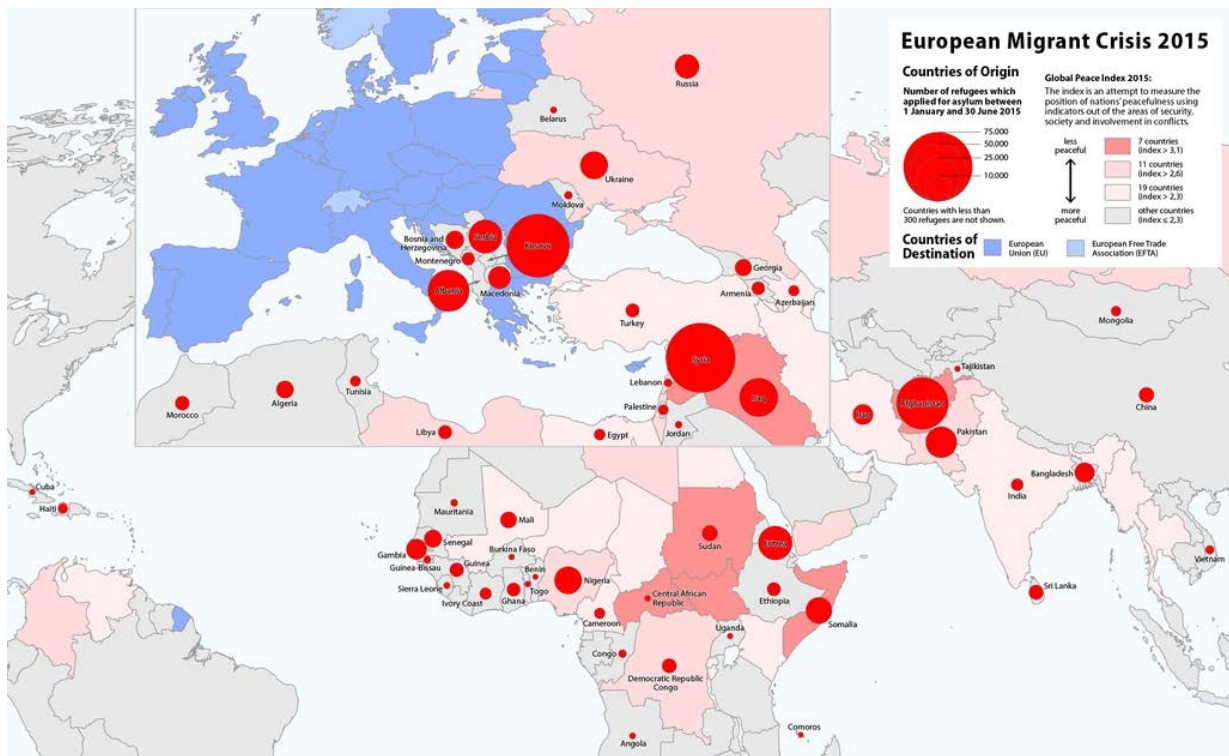 European Migrant Crisis 2015
Countries of Origin
Number of refugees which
applied for asylum between
1 January and 30 June 2015
75.000
50.000
25.000
10.000
Countries with less than
300 refugees are not shown.
Global Peace Index 2015:
The index is an attempt to measure the
position of nations' peacefulness using
indicators out of the areas of security,
society and involvement in conflicts.
less
peaceful
more
peaceful
7 countries
(index > 3,1)
11 countries
(index > 2,6)
19 countries
(index > 2,3)
other countries
(index ≤ 2,3)
Countries of
Destination
European
Union (EU)
European Free Trade
Association (EFTA)
Russia
Belarus
Ukraine
Moldova
Bosnia and
Herzegovina
Serbia
Kosovo
Montenegro
Macedonia
Albania
Georgia
Armenia
Azerbaijan
Turkey
Syria
Lebanon
Iraq
Palestine
Jordan
Morocco
Algeria
Tunisia
Libya
Egypt
Mongolia
Tajikistan
China
Iran
Afghanistan
Pakistan
Bangladesh
India
Vietnam
Sri Lanka
Cuba
Haiti
Mauritania
Mali
Senegal
Gambia
Guinea-Bissau
Guinea
Burkina Faso
Benin
Sierra Leone
Ivory Coast
Ghana
Togo
Nigeria
Cameroon
Sudan
Eritrea
Central African
Republic
Ethiopia
Somalia
Uganda
Congo
Democratic Republic
Congo
Angola
Comoros